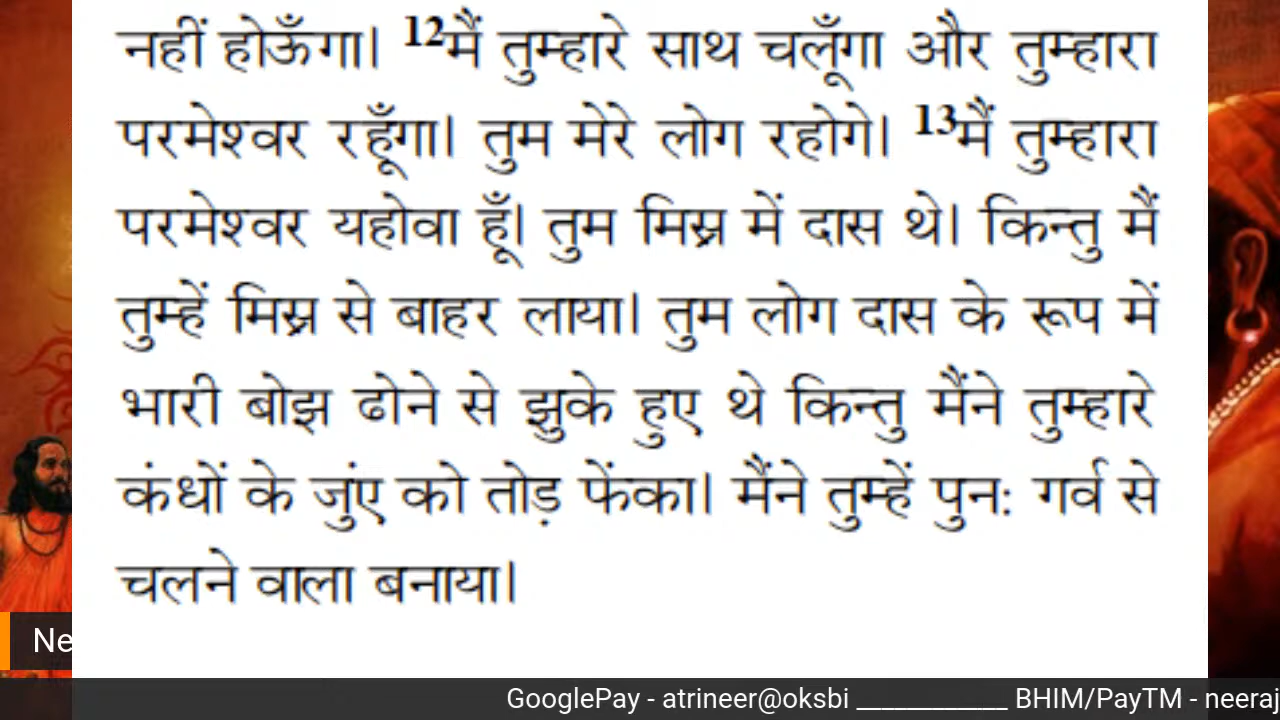 नहीं होऊँगा। 12मैं तुम्हारे साथ चलूँगा और तुम्हारा
परमेश्वर रहूँगा। तुम मेरे लोग रहोगे। 13मैं तुम्हारा
परमेश्वर यहोवा हूँ। तुम मिस्र में दास थे। किन्तु मैं
तुम्हें मिस्र से बाहर लाया। तुम लोग दास के रूप में
भारी बोझ ढोने से झुके हुए थे किन्तु मैंने तुम्हारे
कंधों के जुंए को तोड़ फेंका। मैंने तुम्हें पुन: गर्व से
चलने वाला बनाया।
Ne
GooglePay - atrineer@oksbi ___________ BHIM/PayTM - neeraj